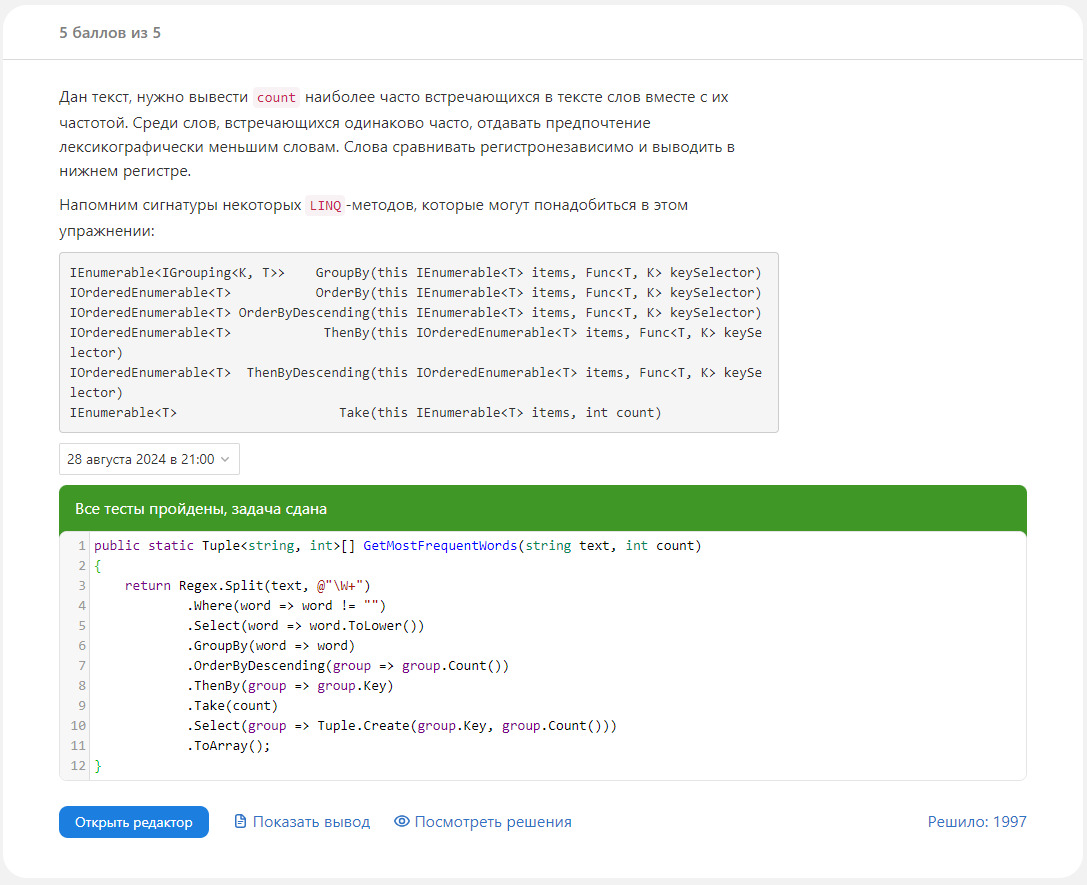 5 баллов из 5
Дан текст, нужно вывести count наиболее часто встречающихся в тексте слов вместе с их
частотой. Среди слов, встречающихся одинаково часто, отдавать предпочтение
лексикографически меньшим словам. Слова сравнивать регистронезависимо и выводить в
нижнем регистре.
Напомним сигнатуры некоторых LINQ-методов, которые могут понадобиться в этом
упражнении:
IEnumerable<IGrouping<K, T>>    GroupBy(this IEnumerable<T> items, Func<T, K> keySelector)
IOrderedEnumerable<T>           OrderBy(this IEnumerable<T> items, Func<T, K> keySelector)
IOrderedEnumerable<T> OrderByDescending(this IEnumerable<T> items, Func<T, K> keySelector)
IOrderedEnumerable<T>            ThenBy(this IOrderedEnumerable<T> items, Func<T, K> keySe
lector)
IOrderedEnumerable<T>  ThenByDescending(this IOrderedEnumerable<T> items, Func<T, K> keySe
lector)
IEnumerable<T>                     Take(this IEnumerable<T> items, int count)
28 августа 2024 в 21:00
Все тесты пройдены, задача сдана
1 public static Tuple<string, int>[] GetMostFrequentWords(string text, int count)
2 {
3     return Regex.Split(text, @"\W+")
4             .Where(word => word != "")
5             .Select(word => word.ToLower())
6             .GroupBy(word => word)
7             .OrderByDescending(group => group.Count())
8             .ThenBy(group => group.Key)
9             .Take(count)
10             .Select(group => Tuple.Create(group.Key, group.Count()))
11             .ToArray();
12 }
Открыть редактор Показать вывод Посмотреть решения Решило: 1997